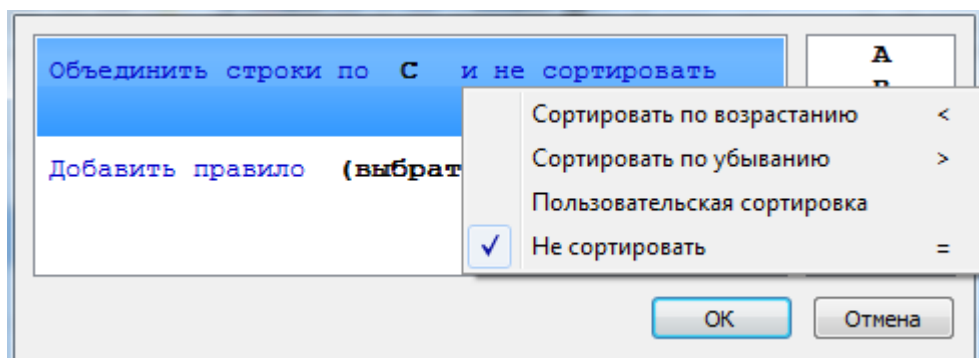 Объединить строки по C и не сортировать
A
Сортировать по возрастанию <
Сортировать по убыванию >
Добавить правило (выбрат
Пользовательская сортировка
✓ Не сортировать =
OK Отмена